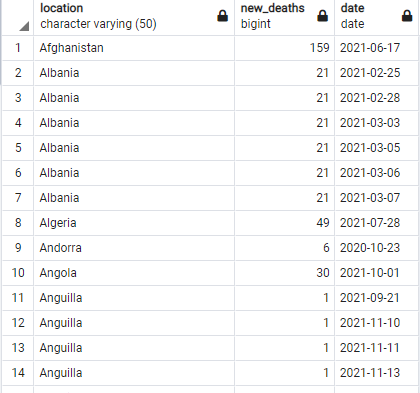 location new_deaths date
character varying (50) bigint date
1 Afghanistan 159 2021-06-17
2 Albania 21 2021-02-25
3 Albania 21 2021-02-28
4 Albania 21 2021-03-03
5 Albania 21 2021-03-05
6 Albania 21 2021-03-06
7 Albania 21 2021-03-07
8 Algeria 49 2021-07-28
9 Andorra 6 2020-10-23
10 Angola 30 2021-10-01
11 Anguilla 1 2021-09-21
12 Anguilla 1 2021-11-10
13 Anguilla 1 2021-11-11
14 Anguilla 1 2021-11-13